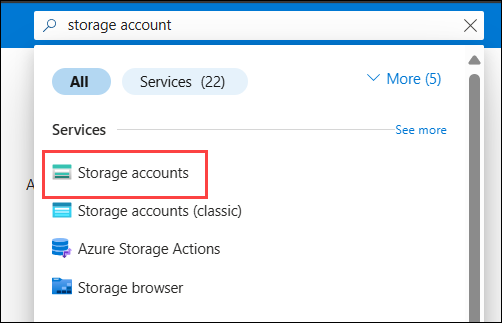 storage account
All
Services (22)
More (5)
Services
See more
A
Storage accounts
Storage accounts (classic)
Azure Storage Actions
Storage browser